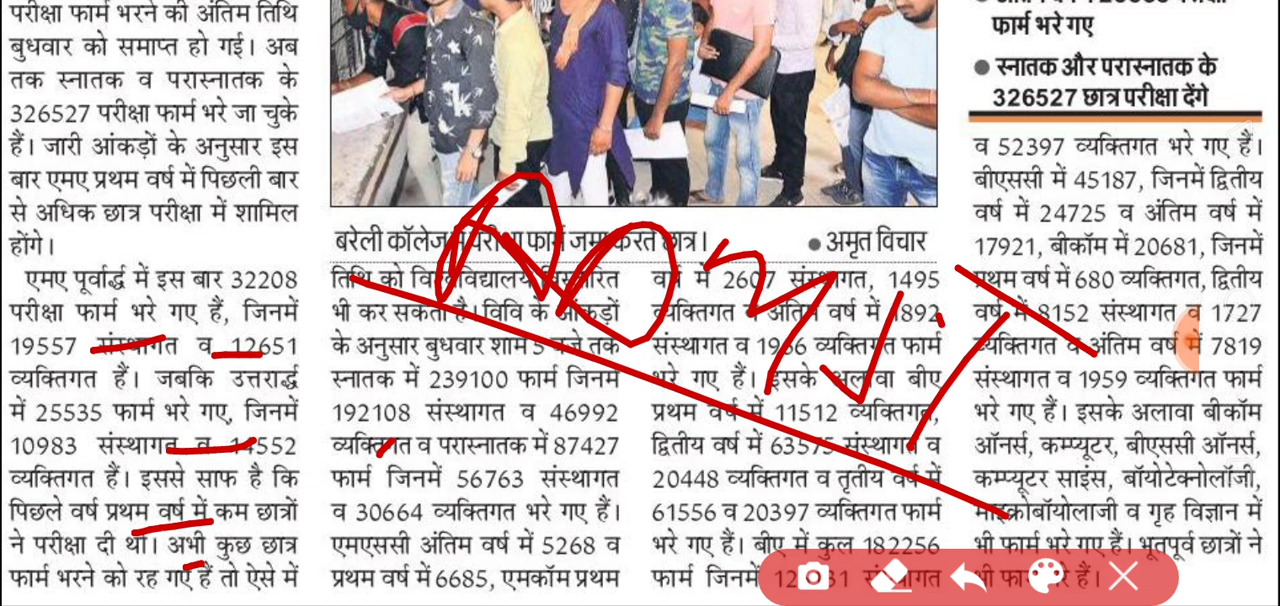 परीक्षा फार्म भरने की अंतिम तिथि
बुधवार को समाप्त हो गई। अब
तक स्नातक व परास्नातक के
326527 परीक्षा फार्म भरे जा चुके
हैं। जारी आंकड़ों के अनुसार इस
बार एमए प्रथम वर्ष में पिछली बार
से अधिक छात्र परीक्षा में शामिल
होंगे।
एमए पूर्वार्द्ध में इस बार 32208
परीक्षा फार्म भरे गए हैं, जिनमें
19557 संस्थागत व 12651
व्यक्तिगत हैं। जबकि उत्तरार्द्ध
में 25535 फार्म भरे गए, जिनमें
10983 संस्थागत व 14552
व्यक्तिगत हैं। इससे साफ है कि
पिछले वर्ष प्रथम वर्ष में कम छात्रों
ने परीक्षा दी थी। अभी कुछ छात्र
फार्म भरने को रह गए हैं तो ऐसे में
बरेली कॉलेज में परीक्षा फार्म जमा करते छात्र।
● अमृत विचार
तिथि को विश्वविद्यालय विस्तारित
भी कर सकता है। विवि के आंकड़ों
के अनुसार बुधवार शाम 5 बजे तक
स्नातक में 239100 फार्म जिनमें
192108 संस्थागत व 46992
व्यक्तिगत व परास्नातक में 87427
फार्म जिनमें 56763 संस्थागत
व 30664 व्यक्तिगत भरे गए हैं।
एमएससी अंतिम वर्ष में 5268 व
प्रथम वर्ष में 6685, एमकॉम प्रथम
वर्ष में 2607 संस्थागत, 1495
व्यक्तिगत व अंतिम वर्ष में 1892
संस्थागत व 1966 व्यक्तिगत फार्म
भरे गए हैं। इसके अलावा बीए
प्रथम वर्ष में 11512 व्यक्तिगत,
द्वितीय वर्ष में 63575 संस्थागत व
20448 व्यक्तिगत व तृतीय वर्ष में
61556 व 20397 व्यक्तिगत फार्म
भरे गए हैं। बीए में कुल 182256
फार्म जिनमें संस्थागत
फार्म भरे गए
● स्नातक और परास्नातक के
326527 छात्र परीक्षा देंगे
व 52397 व्यक्तिगत भरे गए हैं।
बीएससी में 45187, जिनमें द्वितीय
वर्ष में 24725 व अंतिम वर्ष में
17921, बीकॉम में 20681, जिनमें
प्रथम वर्ष में 680 व्यक्तिगत, द्वितीय
वर्ष में 8152 संस्थागत व 1727
व्यक्तिगत व अंतिम वर्ष में 7819
संस्थागत व 1959 व्यक्तिगत फार्म
भरे गए हैं। इसके अलावा बीकॉम
ऑनर्स, कम्प्यूटर, बीएससी ऑनर्स,
कम्प्यूटर साइंस, बॉयोटेक्नोलॉजी,
माइक्रोबॉयोलाजी व गृह विज्ञान में
भी फार्म भरे गए हैं। भूतपूर्व छात्रों ने
भी फार्म भरे हैं।